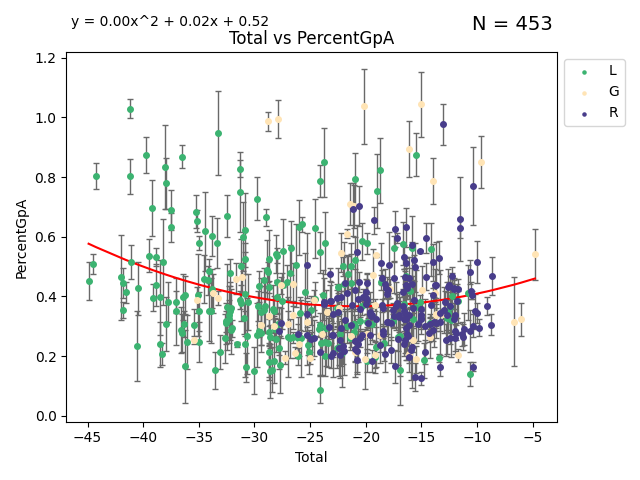 y = 0.00x^2 + 0.02x + 0.52
N = 453
Total vs PercentGpA
1.2
1.0
0.8
0.6
0.4
0.2
0.0
PercentGpA
−45
−40
−35
−30
−25
−20
−15
−10
−5
Total
L
G
R